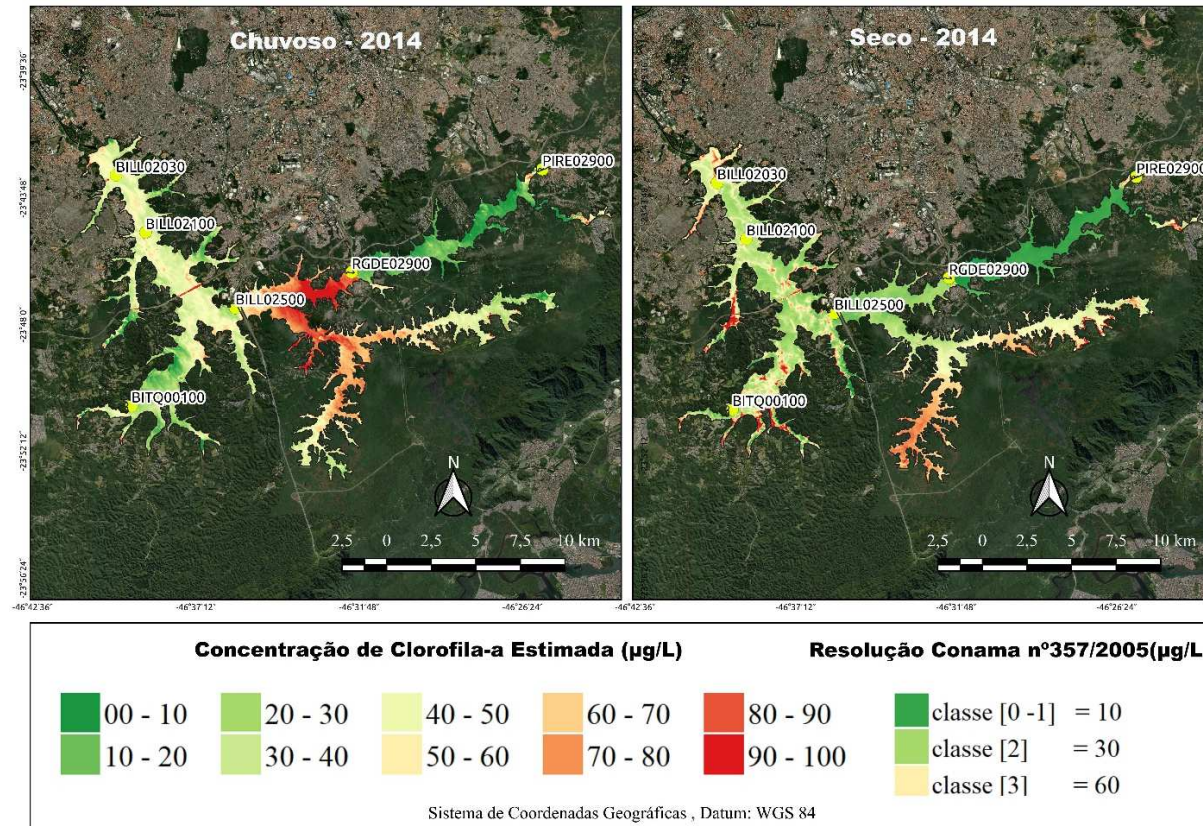 Chuvoso - 2014
-23°39'36"
-23°43'48"
-23°48'0"
-23°52'12"
-23°56'24"
BILL02030
PIRE02900
BILL02100
RGDE02900
BILL02500
BITQ00100
N
2,5 0 2,5 5 7,5 10 km
-46°42'36" -46°37'12" -46°31'48" -46°26'24"
Seco - 2014
BILL02030
PIRE02900
BILL02100
RGDE02900
BILL02500
BITQ00100
N
2,5 0 2,5 5 7,5 10 km
-46°42'36" -46°37'12" -46°31'48" -46°26'24"
Concentração de Clorofila-a Estimada (µg/L)
00 - 10 20 - 30 40 - 50 60 - 70 80 - 90
10 - 20 30 - 40 50 - 60 70 - 80 90 - 100
Resolução Conama nº357/2005(µg/L
classe [0 -1] = 10
classe [2] = 30
classe [3] = 60
Sistema de Coordenadas Geográficas , Datum: WGS 84